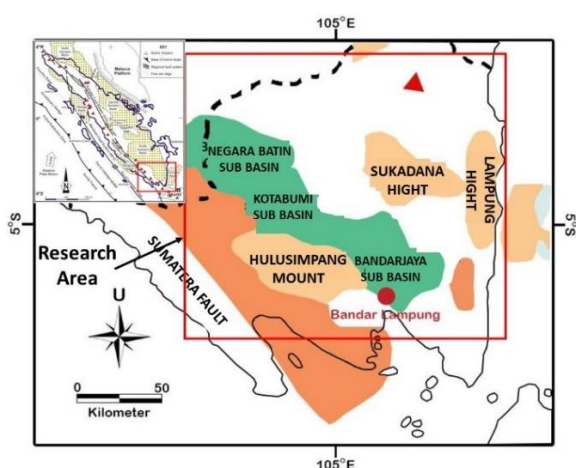 105°E
KEY
NEGARA BATIN
SUB BASIN
KOTABUMI
SUB BASIN
SUKADANA
HIGHT
LAMPUNG
HIGHT
5°S
5°S
Research
Area
SUMATERA FAULT
HULUSIMPANG
MOUNT
BANDARJAYA
SUB BASIN
Bandar Lampung
U
0
50
Kilometer
105°E